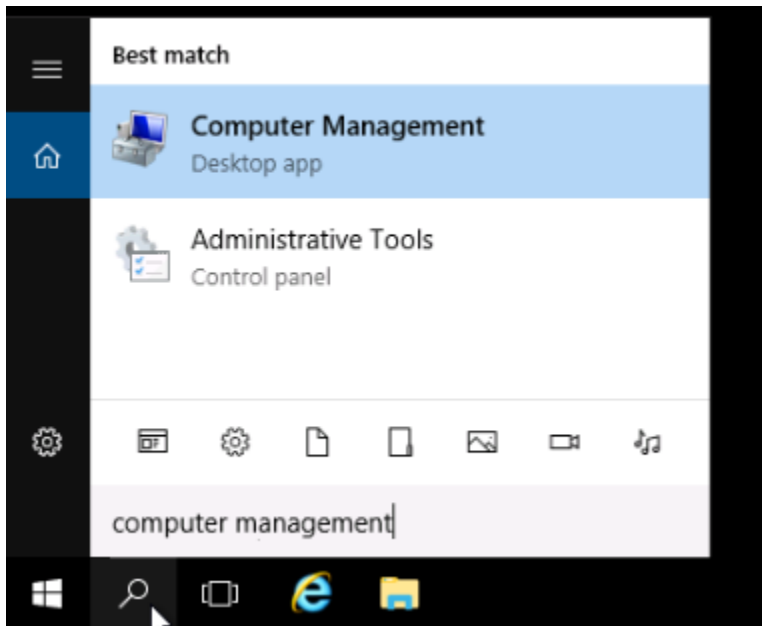 Best match
Computer Management
Desktop app
Administrative Tools
Control panel
computer management